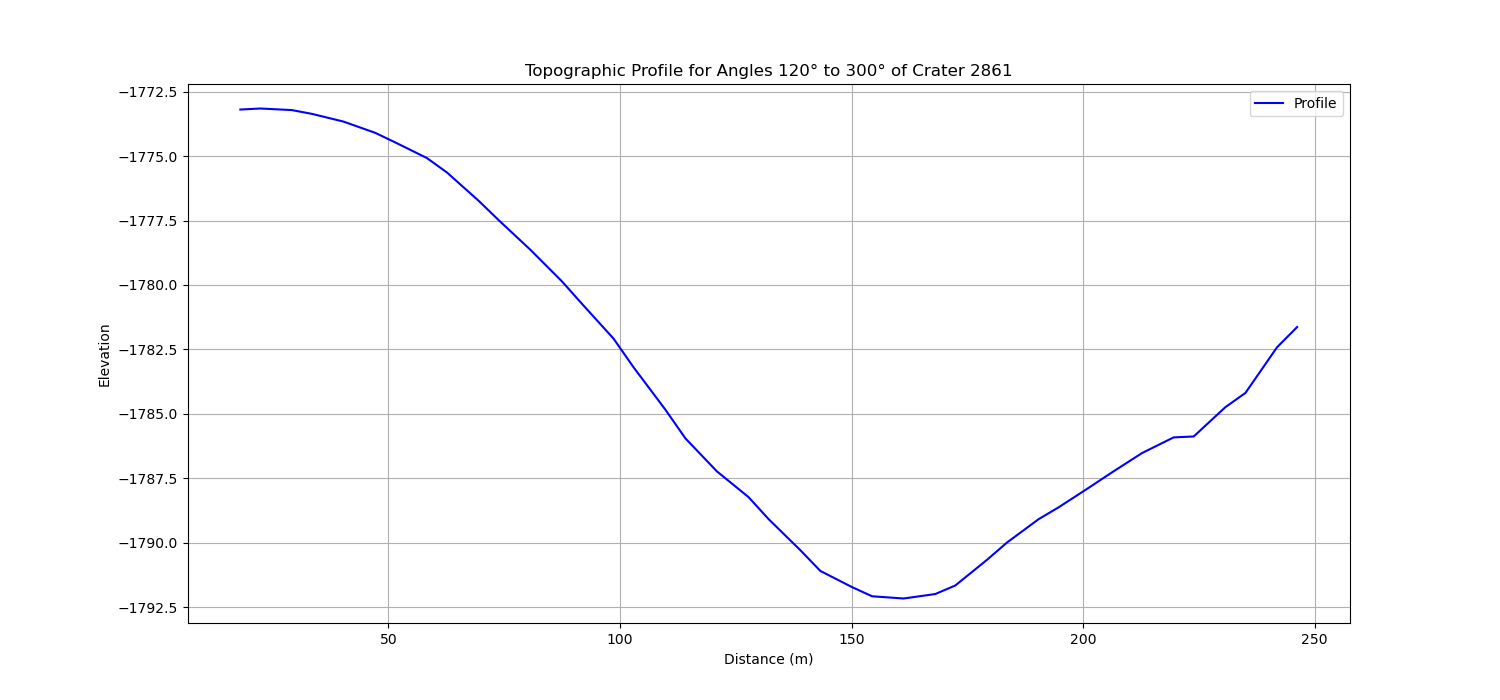 Topographic Profile for Angles 120° to 300° of Crater 2861
Profile
−1772.5
−1775.0
−1777.5
−1780.0
−1782.5
−1785.0
−1787.5
−1790.0
−1792.5
Elevation
50 100 150 200 250
Distance (m)